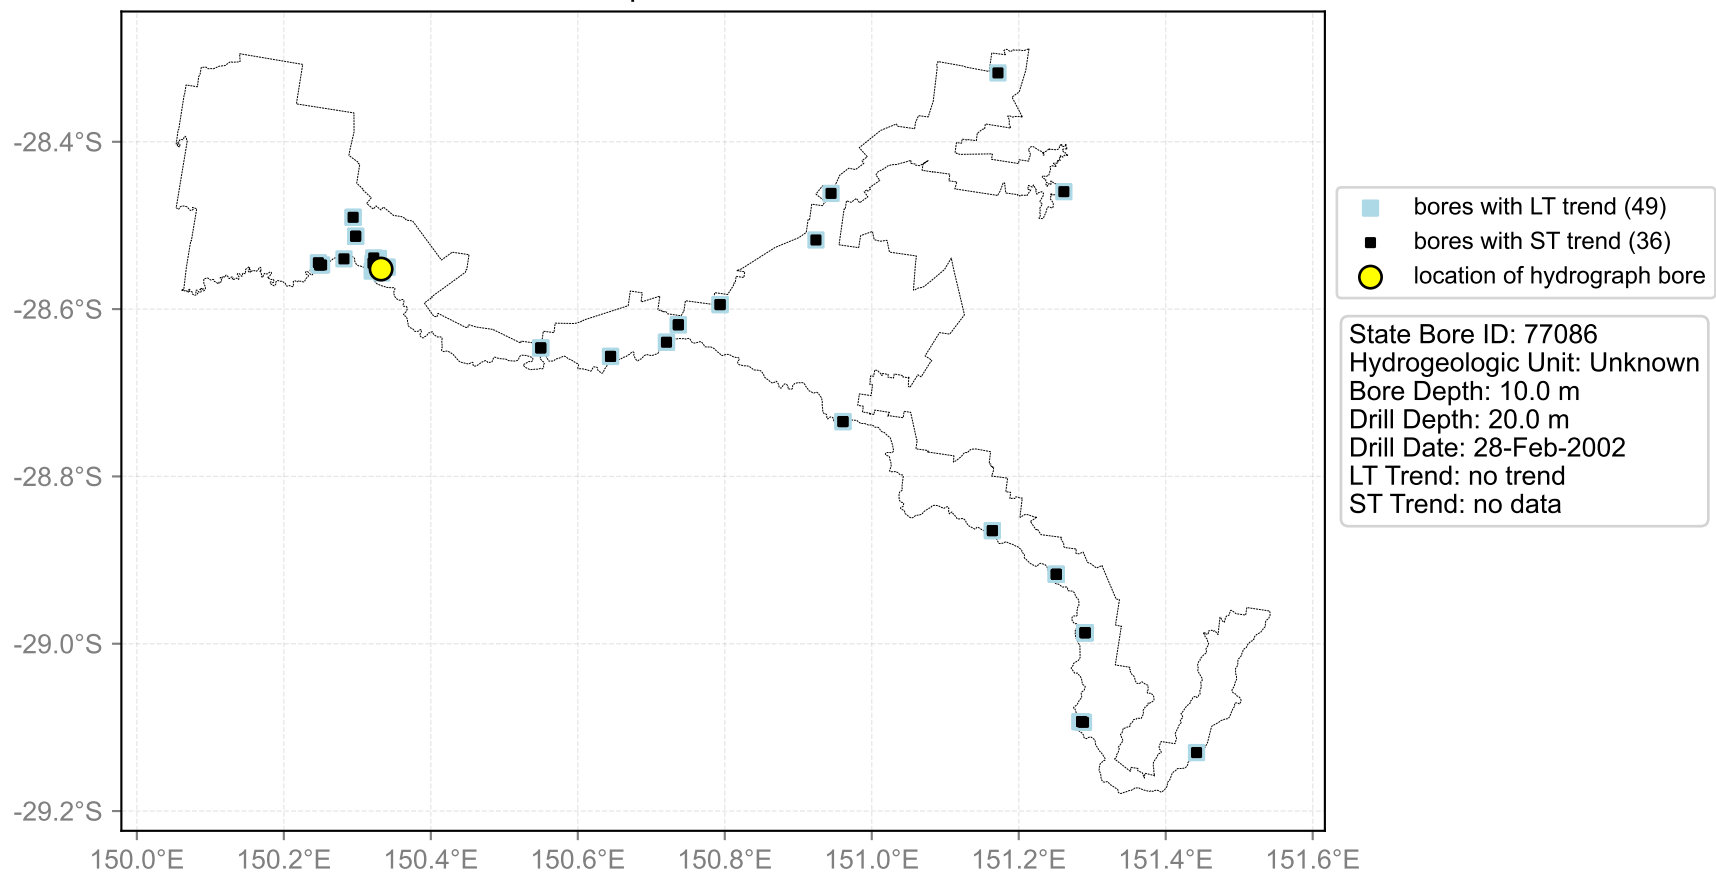 -28.4°S
-28.6°S
-28.8°S
-29.0°S
-29.2°S
150.0°E
150.2°E
150.4°E
150.6°E
150.8°E
151.0°E
151.2°E
151.4°E
151.6°E
bores with LT trend (49)
bores with ST trend (36)
location of hydrograph bore
State Bore ID: 77086
Hydrogeologic Unit: Unknown
Bore Depth: 10.0 m
Drill Depth: 20.0 m
Drill Date: 28-Feb-2002
LT Trend: no trend
ST Trend: no data